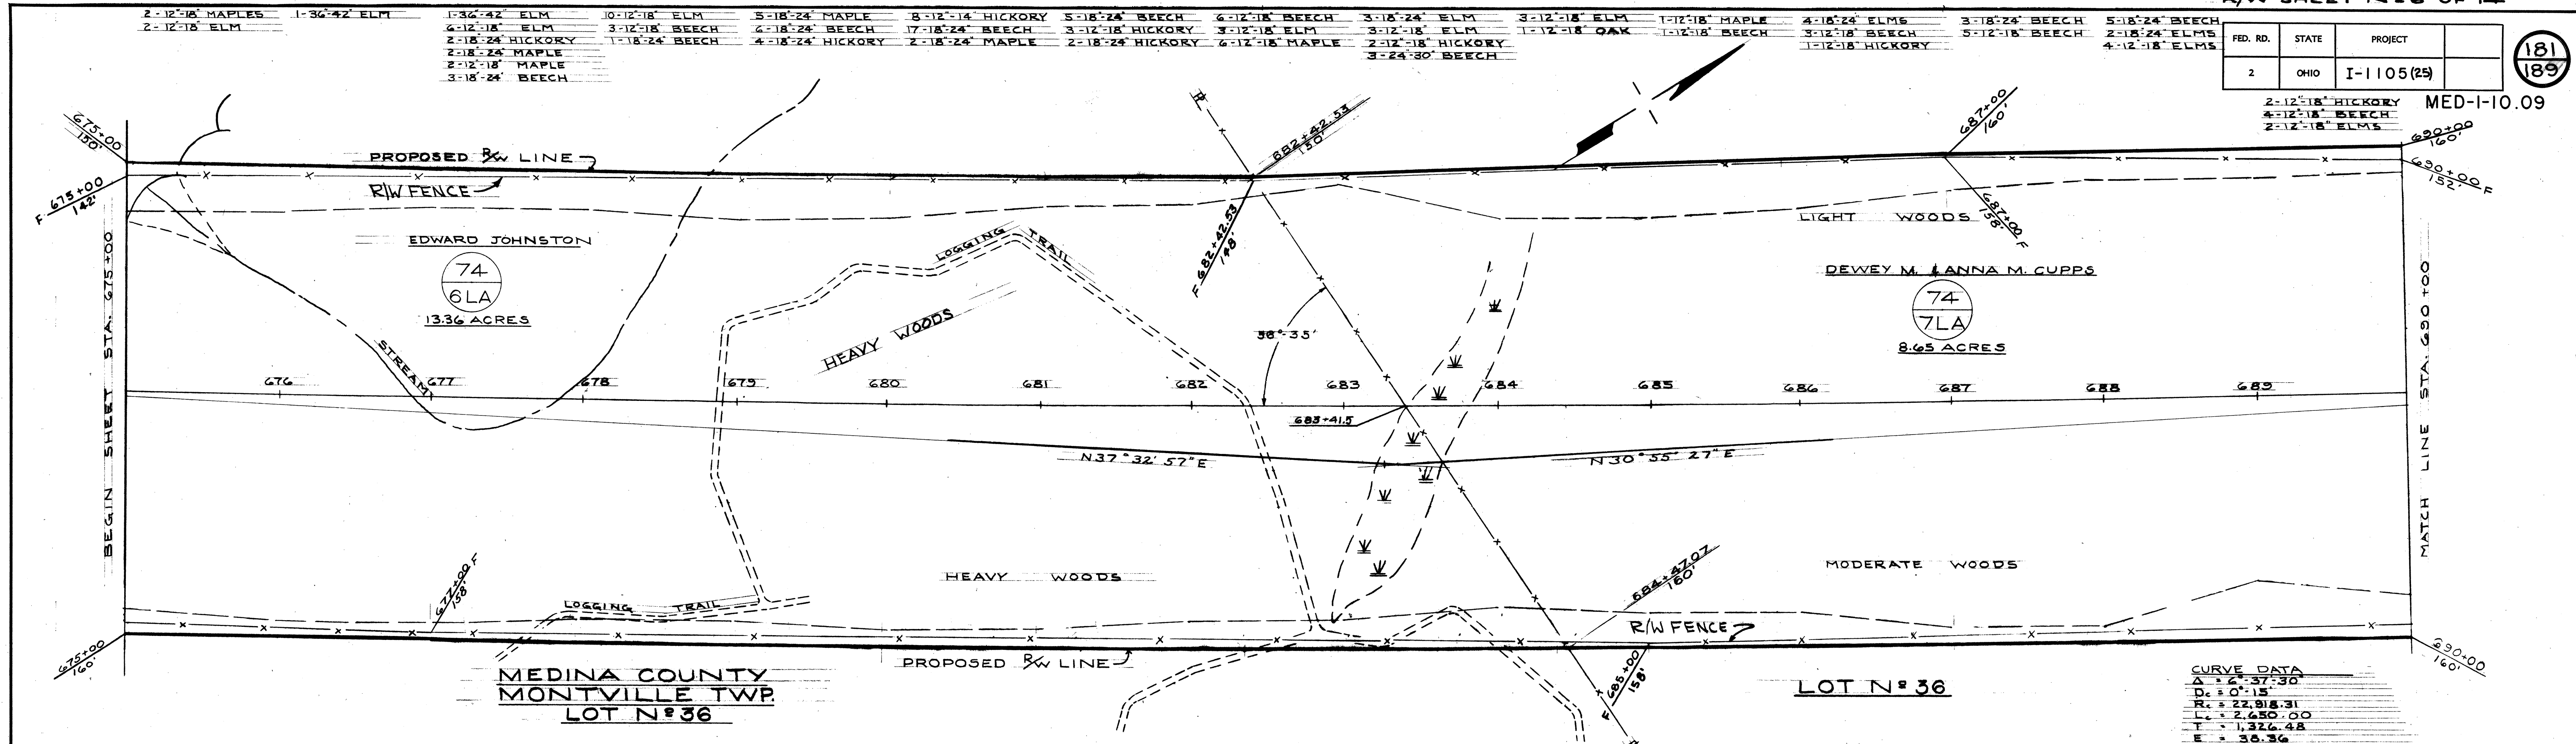 R/W SHEET Nº 6 OF 14
2-12"-18" MAPLES
2-12"-18" ELM
1-36"-42" ELM
1-36"-42" ELM
6-12"-18" ELM
2-18"-24" HICKORY
2-18"-24" MAPLE
2-12"-18" MAPLE
3-18"-24" BEECH
10-12"-18" ELM
3-12"-18" BEECH
1-18"-24" BEECH
5-18"-24" MAPLE
6-18"-24" BEECH
4-18"-24" HICKORY
8-12"-14" HICKORY
17-18"-24" BEECH
2-18"-24" MAPLE
5-18"-24" BEECH
3-12"-18" HICKORY
2-18"-24" HICKORY
6-12"-18" BEECH
3-12"-18" ELM
6-12"-18" MAPLE
3-18"-24" ELM
3-12"-18" ELM
2-12"-18" HICKORY
3-24"-30" BEECH
3-12"-18" ELM
1-12"-18" OAK
1-12"-18" MAPLE
1-12"-18" BEECH
4-18"-24" ELMS
3-12"-18" BEECH
1-12"-18" HICKORY
3-18"-24" BEECH
5-12"-18" BEECH
5-18"-24" BEECH
2-18"-24" ELMS
4-12"-18" ELMS
2-12"-18" HICKORY
4-12"-18" BEECH
2-12"-18" ELMS
FED. RD. STATE PROJECT
2 OHIO I-1105(25)
181
189
MED-1-10.09
675+00
150'
F 675+00
142'
PROPOSED R/W LINE
R/W FENCE
682+42.53
150'
F 682+42.53
148'
687+00
160'
687+00 F
158'
690+00
160'
690+00 F
152'
BEGIN SHEET STA. 675+00
EDWARD JOHNSTON
74
6LA
13.36 ACRES
LOGGING TRAIL
HEAVY WOODS
LIGHT WOODS
DEWEY M. & ANNA M. CUPPS
74
7LA
8.65 ACRES
MATCH LINE STA. 690+00
STREAM
58°-35'
676 677 678 679 680 681 682 683 684 685 686 687 688 689
683+41.5
N37°32'57"E
N30°55'27"E
677+00 F
158'
HEAVY WOODS
MODERATE WOODS
LOGGING TRAIL
684+47.07
160'
R/W FENCE
675+00
160'
PROPOSED R/W LINE
F 685+00
158'
690+00
160'
MEDINA COUNTY
MONTVILLE TWP.
LOT Nº 36
LOT Nº 36
CURVE DATA
Δ = 6°-37'-30"
Dc = 0°-15'
Rc = 22,918.31
Lc = 2,650.00
T = 1,326.48
E = 38.36